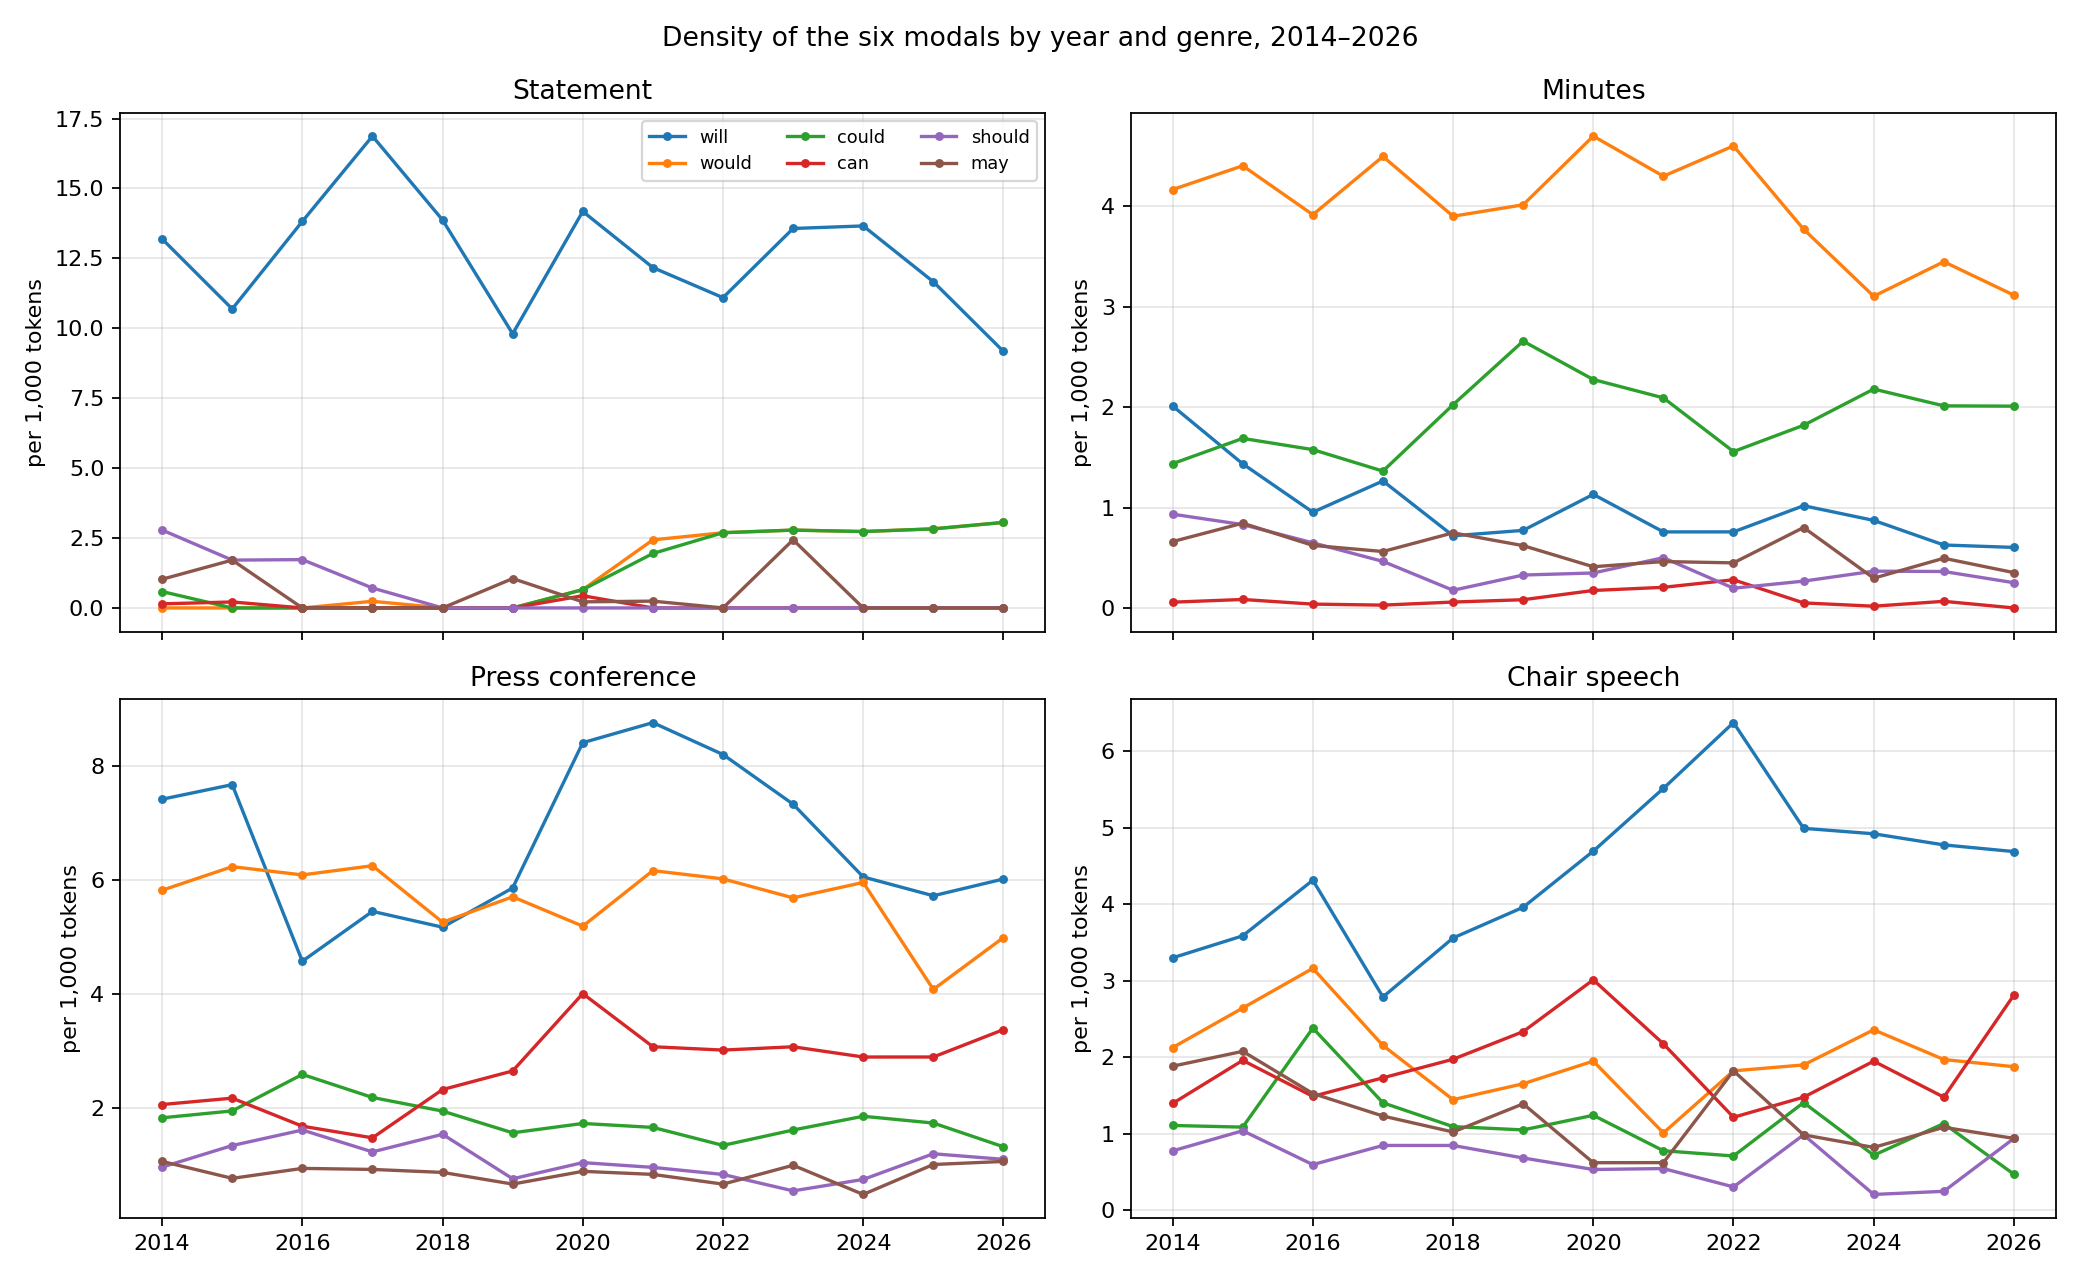 Density of the six modals by year and genre, 2014–2026
Statement
17.5
15.0
12.5
10.0
7.5
5.0
2.5
0.0
per 1,000 tokens
will
would
could
can
should
may
Minutes
4
3
2
1
0
per 1,000 tokens
Press conference
8
6
4
2
per 1,000 tokens
2014 2016 2018 2020 2022 2024 2026
Chair speech
6
5
4
3
2
1
0
per 1,000 tokens
2014 2016 2018 2020 2022 2024 2026